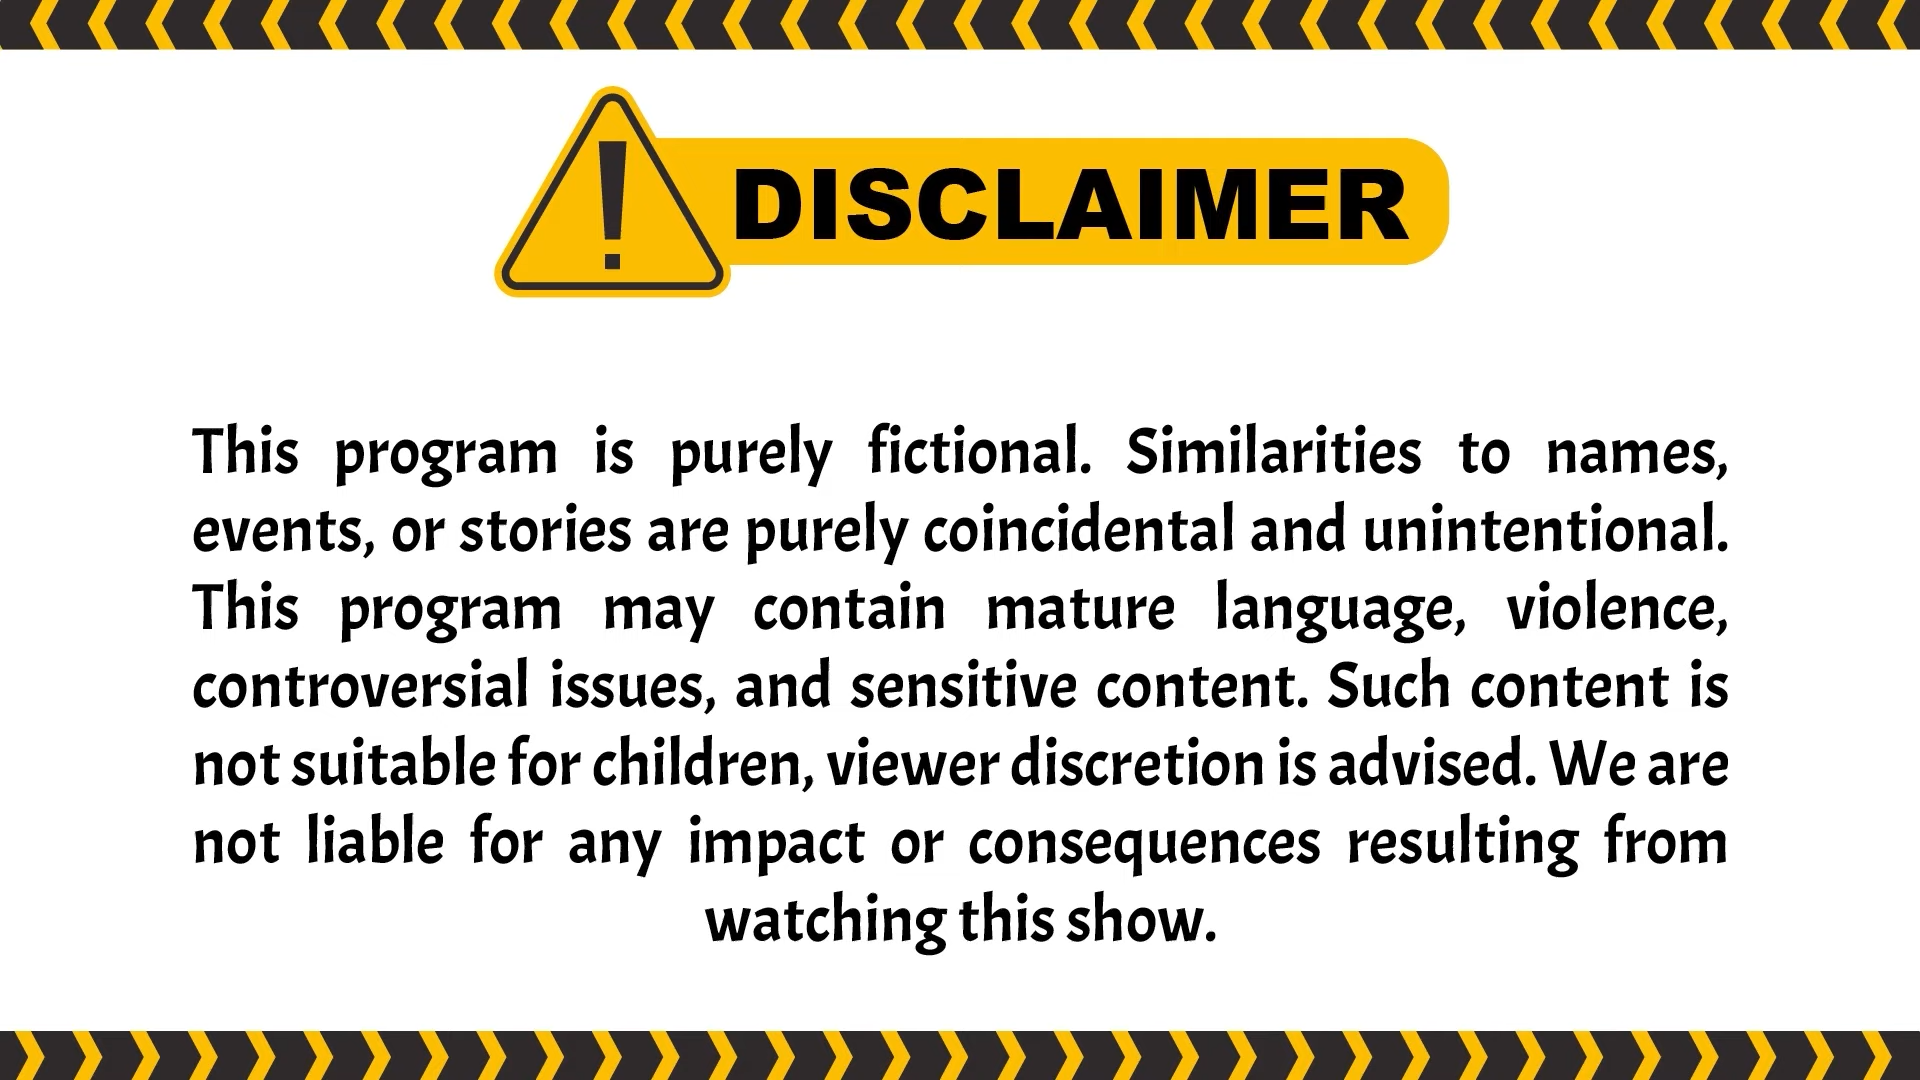 DISCLAIMER
This program is purely fictional. Similarities to names,
events, or stories are purely coincidental and unintentional.
This program may contain mature language, violence,
controversial issues, and sensitive content. Such content is
not suitable for children, viewer discretion is advised. We are
not liable for any impact or consequences resulting from
watching this show.